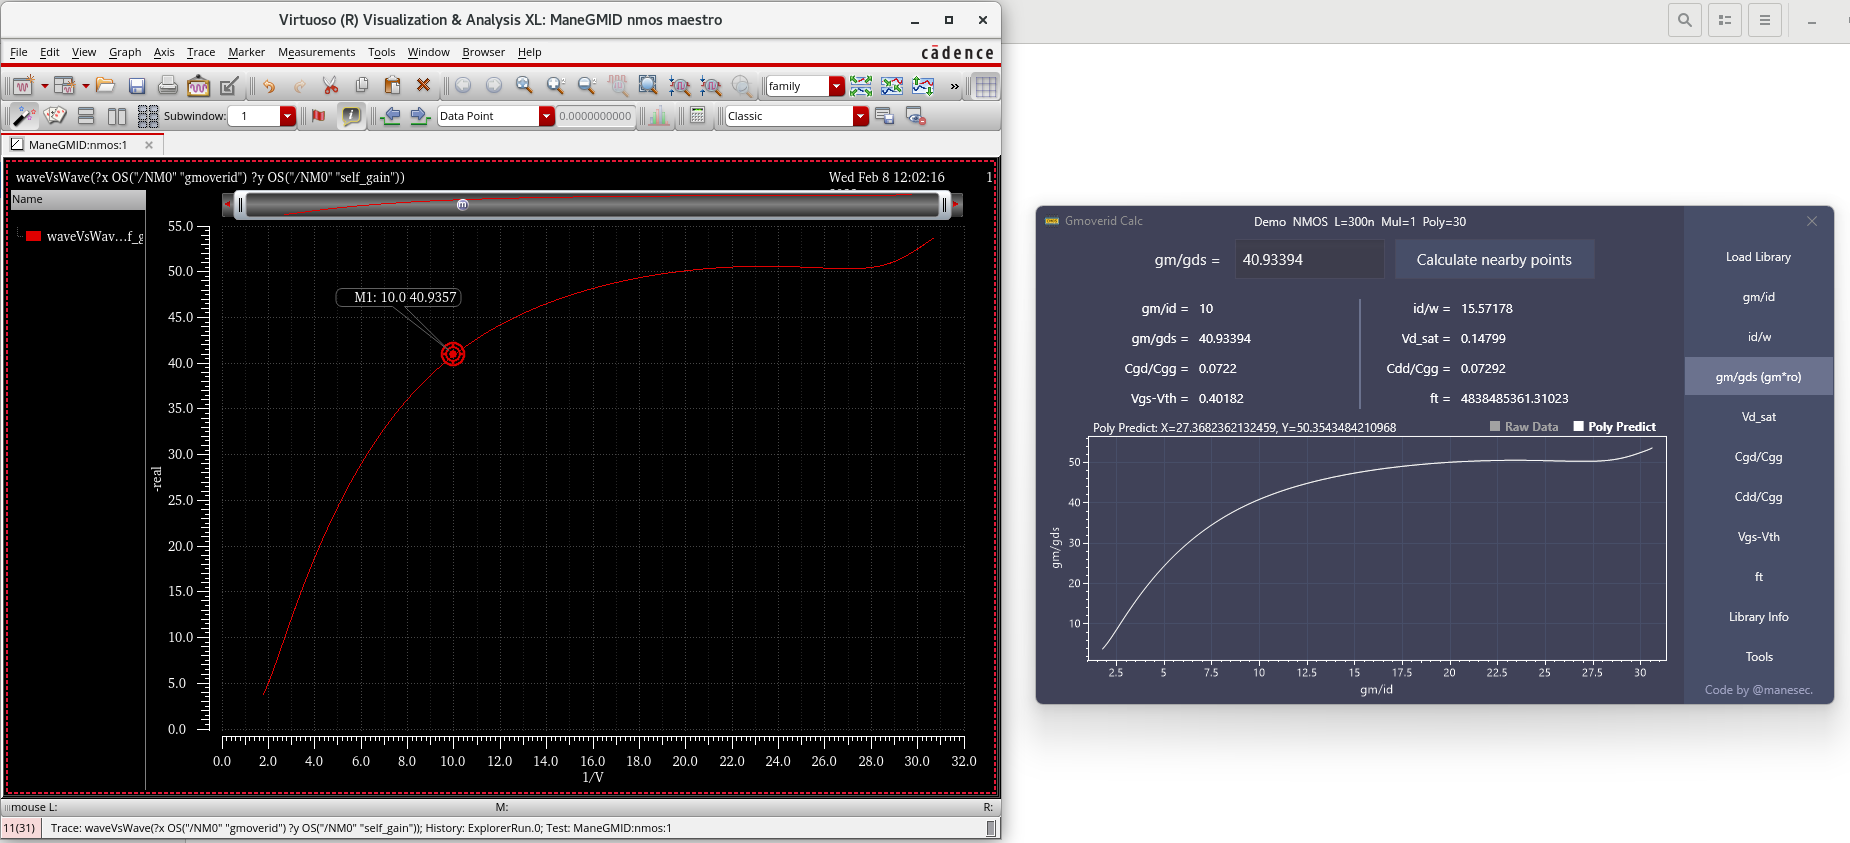 Virtuoso (R) Visualization & Analysis XL: ManeGMID nmos maestro
File Edit View Graph Axis Trace Marker Measurements Tools Window Browser Help
cādence
family
»
Subwindow: 1
Data Point
0.0000000000
Classic
ManeGMID:nmos:1
waveVsWave(?x OS("/NM0" "gmoverid") ?y OS("/NM0" "self_gain"))
Wed Feb 8 12:02:16
1
Name
waveVsWav...f_g
55.0
50.0
45.0
40.0
35.0
30.0
25.0
20.0
15.0
10.0
5.0
0.0
-real
M1: 10.0 40.9357
0.0 2.0 4.0 6.0 8.0 10.0 12.0 14.0 16.0 18.0 20.0 22.0 24.0 26.0 28.0 30.0 32.0
1/V
mouse L:
M:
R:
11(31)
Trace: waveVsWave(?x OS("/NM0" "gmoverid") ?y OS("/NM0" "self_gain")); History: ExplorerRun.0; Test: ManeGMID:nmos:1
Gmoverid Calc
Demo NMOS L=300n Mul=1 Poly=30
gm/gds = 40.93394
Calculate nearby points
gm/id = 10
id/w = 15.57178
gm/gds = 40.93394
Vd_sat = 0.14799
Cgd/Cgg = 0.0722
Cdd/Cgg = 0.07292
Vgs-Vth = 0.40182
ft = 4838485361.31023
Poly Predict: X=27.3682362132459, Y=50.3543484210968
Raw Data
Poly Predict
50
40
30
20
10
gm/gds
2.5 5 7.5 10 12.5 15 17.5 20 22.5 25 27.5 30
gm/id
Load Library
gm/id
id/w
gm/gds (gm*ro)
Vd_sat
Cgd/Cgg
Cdd/Cgg
Vgs-Vth
ft
Library Info
Tools
Code by @manesec.